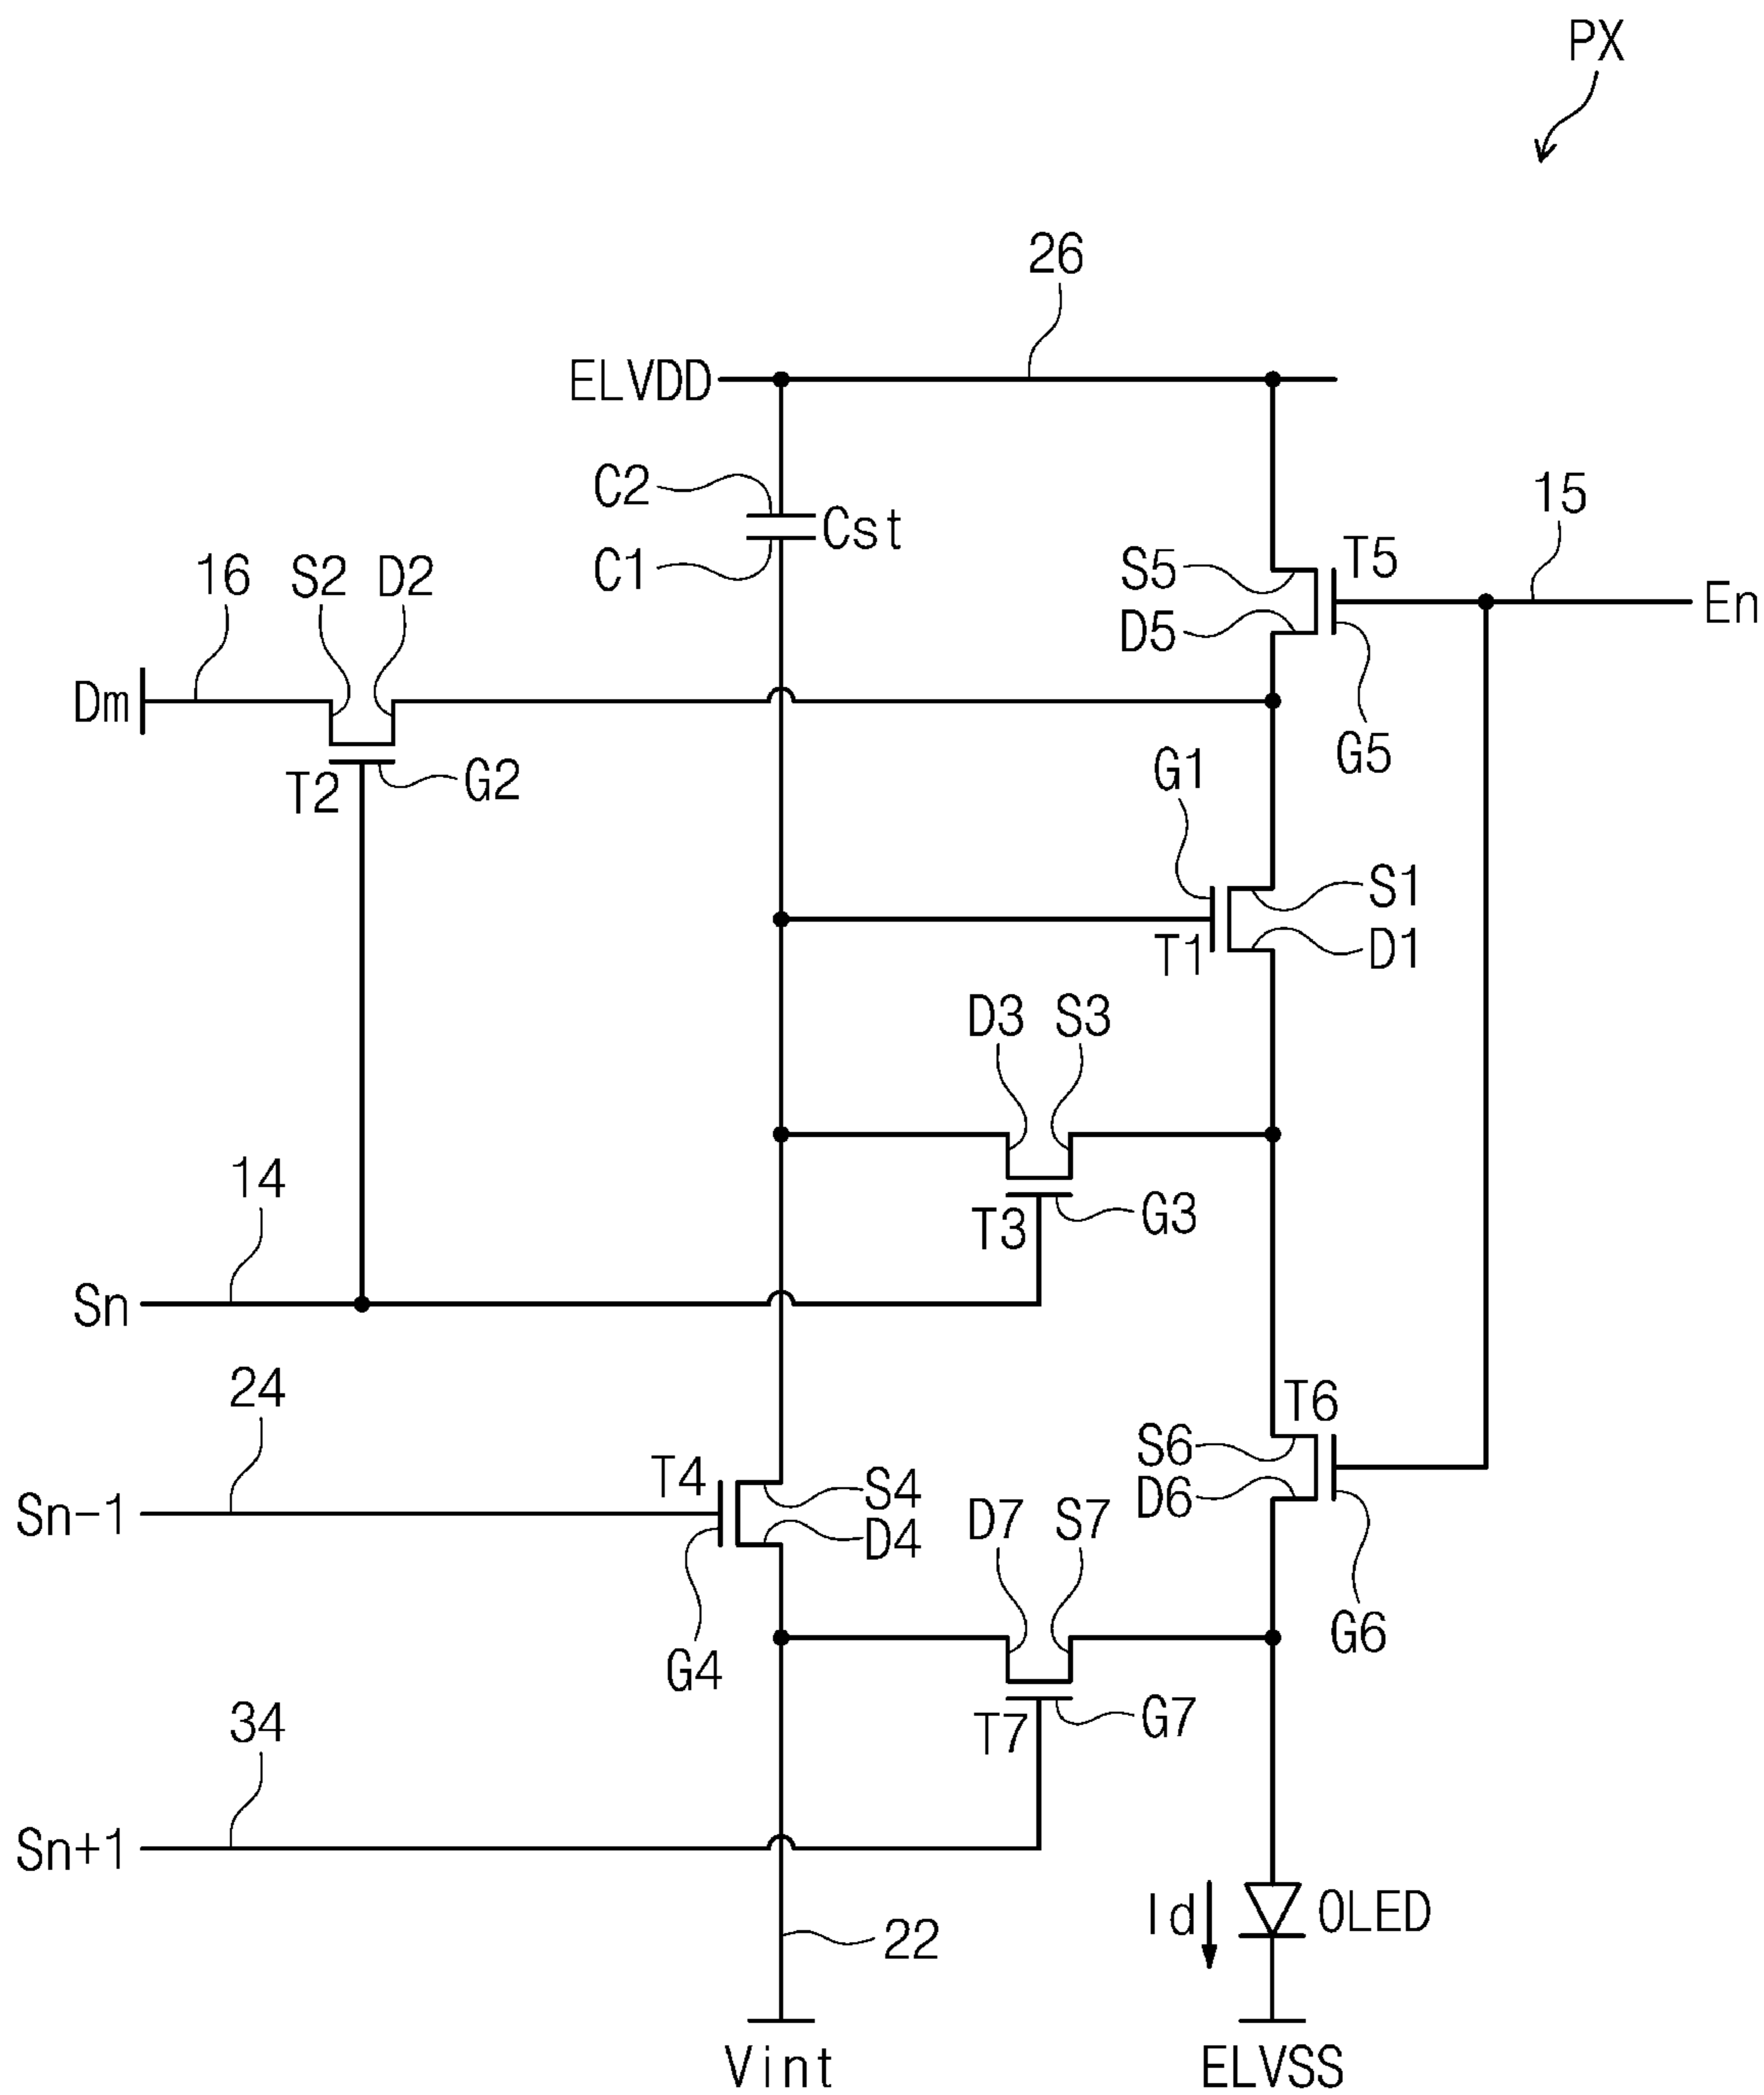 PX
26
ELVDD
C2
Cst
C1
15
16
S2
D2
S5
T5
D5
En
Dm
T2
G2
G1
G5
S1
T1
D1
D3
S3
14
T3
G3
Sn
24
T6
S6
T4
S4
D6
Sn-1
D4
D7
S7
G4
G6
34
T7
G7
Sn+1
Id
OLED
22
Vint
ELVSS